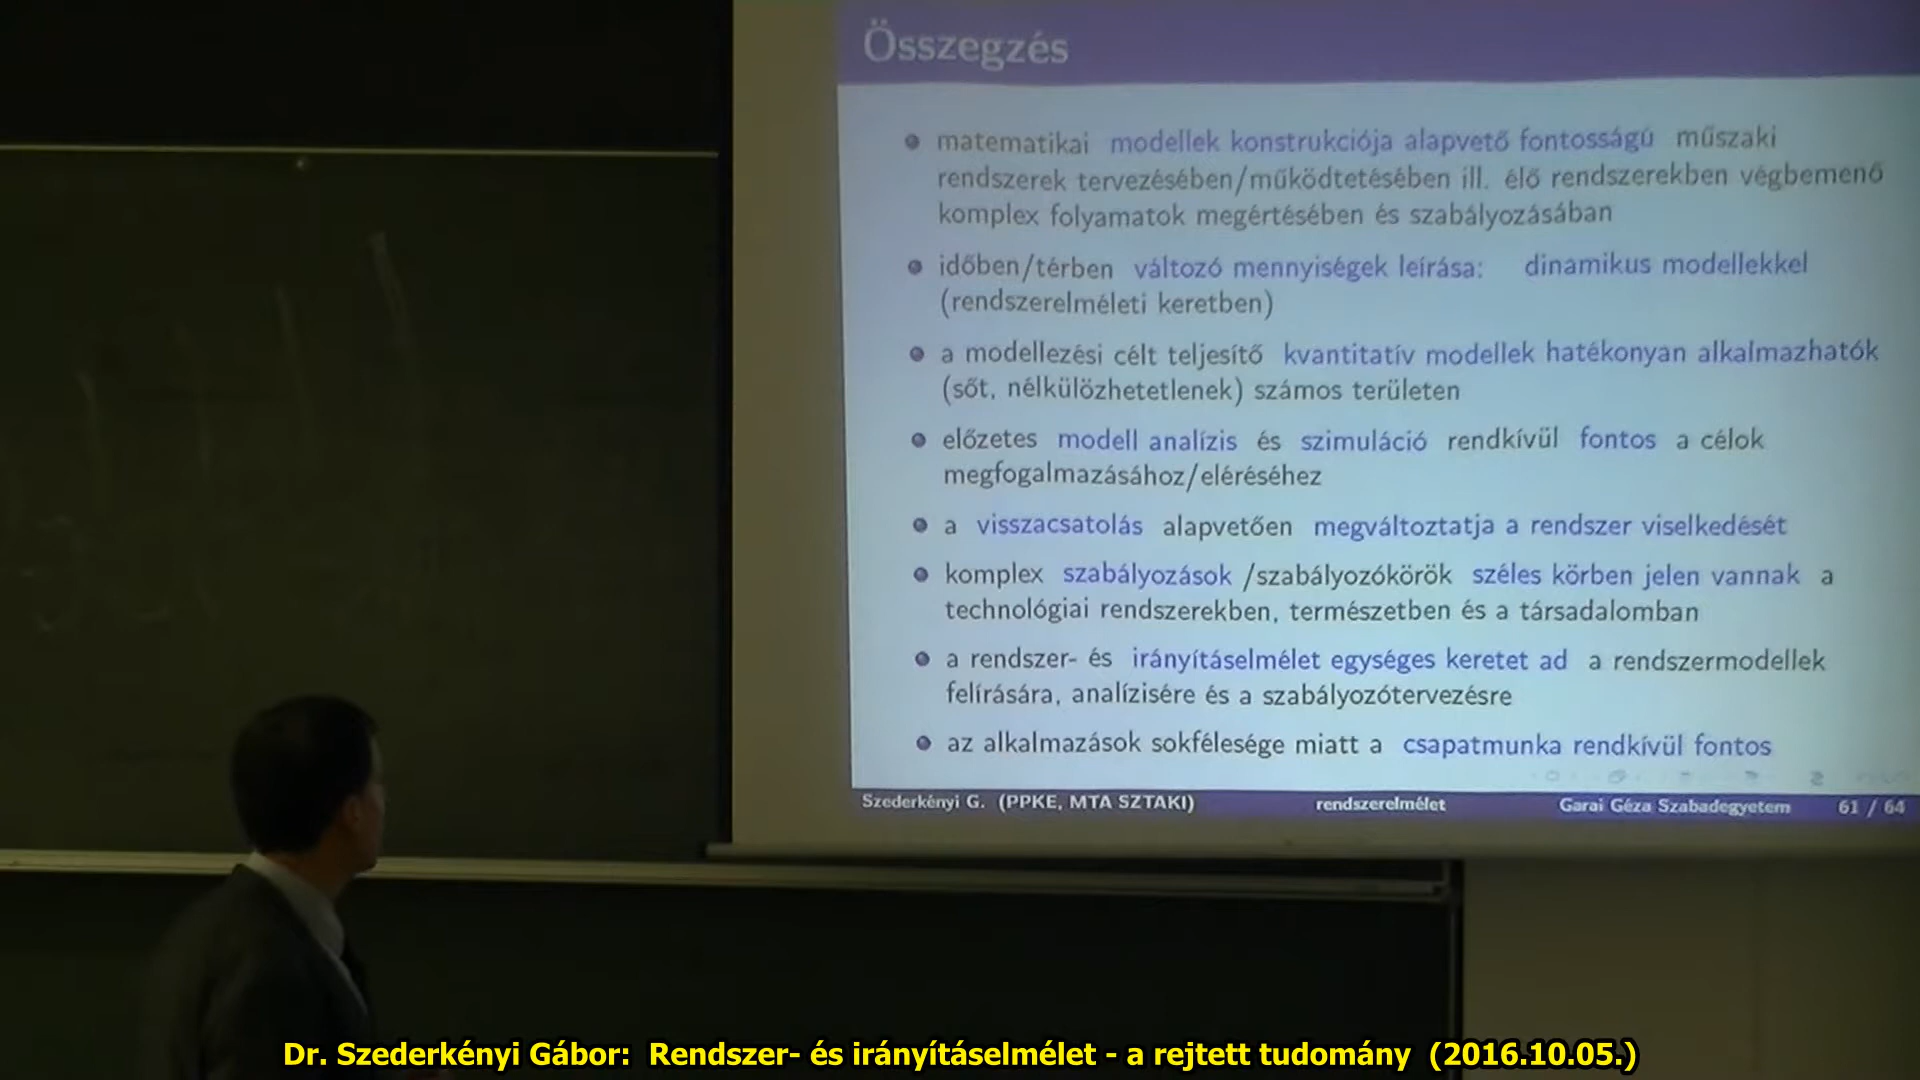 Összegzés
matematikai modellek konstrukciója alapvető fontosságú műszaki
rendszerek tervezésében/működtetésében ill. élő rendszerekben végbemenő
komplex folyamatok megértésében és szabályozásában
időben/térben változó mennyiségek leírása: dinamikus modellekkel
(rendszerelméleti keretben)
a modellezési célt teljesítő kvantitatív modellek hatékonyan alkalmazhatók
(sőt, nélkülözhetetlenek) számos területen
előzetes modell analízis és szimuláció rendkívül fontos a célok
megfogalmazásához/eléréséhez
a visszacsatolás alapvetően megváltoztatja a rendszer viselkedését
komplex szabályozások /szabályozókörök széles körben jelen vannak a
technológiai rendszerekben, természetben és a társadalomban
a rendszer- és irányításelmélet egységes keretet ad a rendszermodellek
felírására, analízisére és a szabályozótervezésre
az alkalmazások sokfélesége miatt a csapatmunka rendkívül fontos
Szederkényi G. (PPKE, MTA SZTAKI) rendszerelmélet Garai Géza Szabadegyetem 61 / 64
Dr. Szederkényi Gábor: Rendszer- és irányításelmélet - a rejtett tudomány (2016.10.05.)